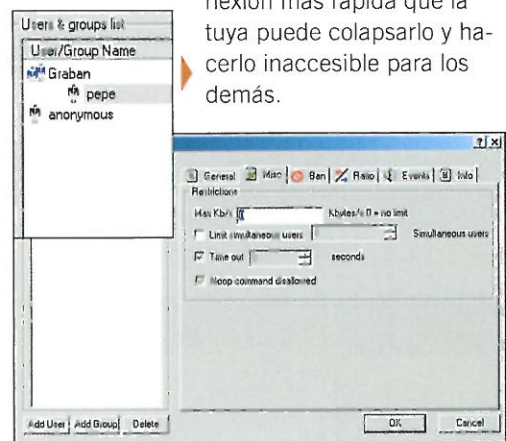 nexión más rápida que la
tuya puede colapsarlo y ha-
cerlo inaccesible para los
demás.
Users & groups list
User/Group Name
Graban
pepe
anonymous
General Misc Ban Ratio Events Info
Restrictions
Max Kb/s Kbytes/s 0 = no limit
Limit simultaneous users Simultaneous users
Time out seconds
Noop command disallowed
Add User Add Group Delete
OK Cancel